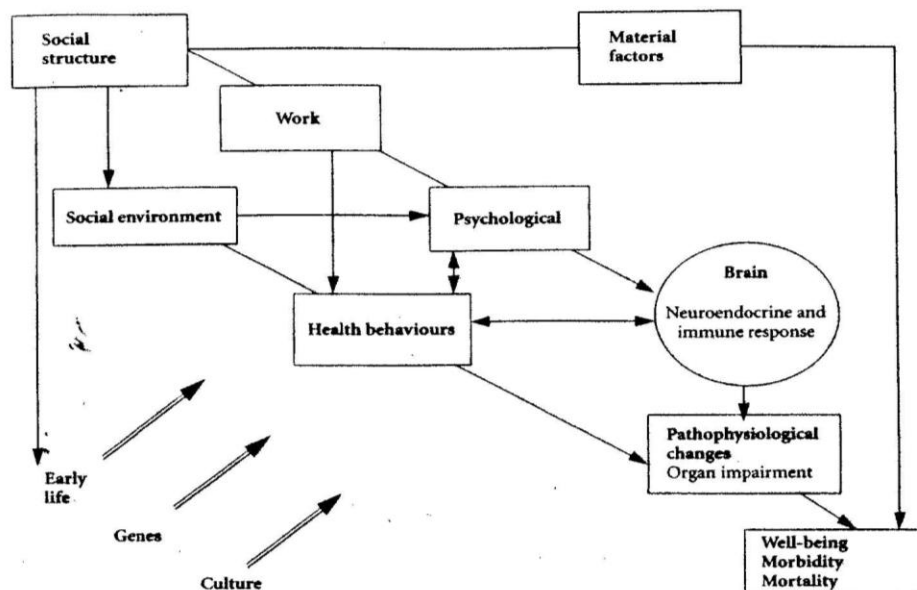 Social
structure
Material
factors
Work
Social environment
Psychological
Brain
Neuroendocrine and
immune response
Health behaviours
Pathophysiological
changes
Organ impairment
Early
life
Genes
Culture
Well-being
Morbidity
Mortality